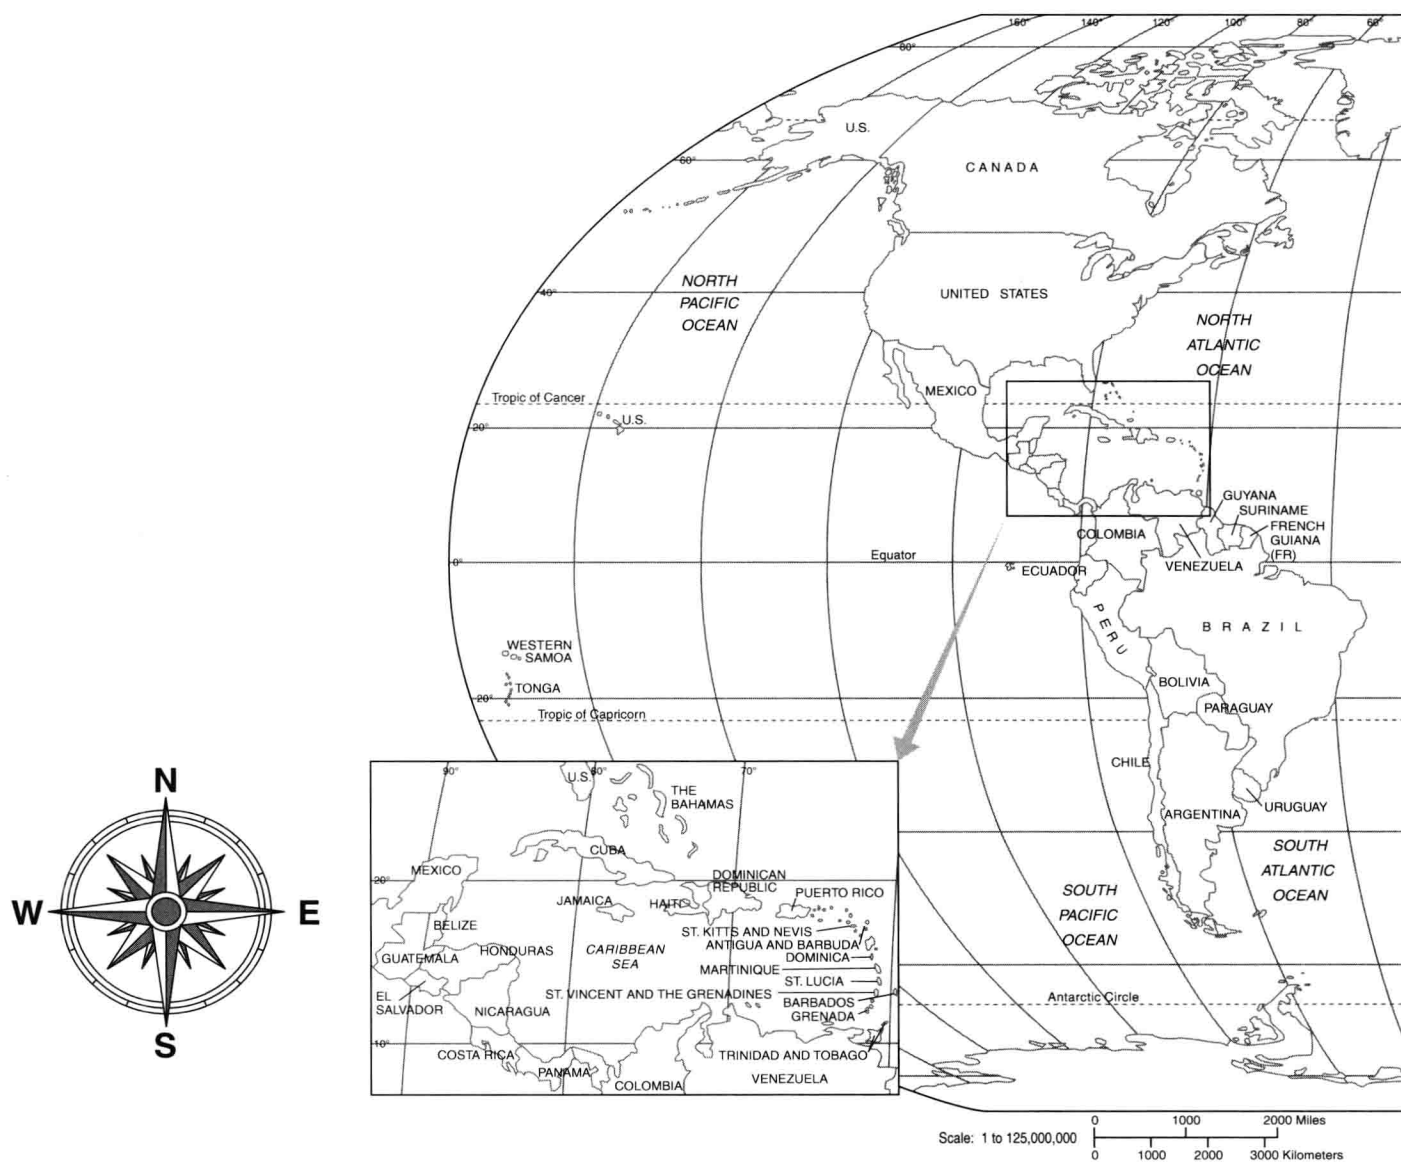 160°
140°
120°
100°
80°
60°
80°
U.S.
CANADA
60°
NORTH
PACIFIC
OCEAN
40°
UNITED STATES
NORTH
ATLANTIC
OCEAN
MEXICO
Tropic of Cancer
U.S.
20°
GUYANA
SURINAME
FRENCH
GUIANA
(FR)
COLOMBIA
VENEZUELA
Equator
0°
ECUADOR
PERU
BRAZIL
WESTERN
SAMOA
TONGA
BOLIVIA
20°
PARAGUAY
Tropic of Capricorn
CHILE
URUGUAY
ARGENTINA
SOUTH
ATLANTIC
OCEAN
SOUTH
PACIFIC
OCEAN
Antarctic Circle
N
W
E
S
90°
80°
70°
U.S.
THE
BAHAMAS
CUBA
MEXICO
20°
DOMINICAN
REPUBLIC
PUERTO RICO
JAMAICA
HAITI
BELIZE
ST. KITTS AND NEVIS
ANTIGUA AND BARBUDA
HONDURAS
CARIBBEAN
SEA
GUATEMALA
DOMINICA
MARTINIQUE
ST. LUCIA
ST. VINCENT AND THE GRENADINES
EL
SALVADOR
BARBADOS
GRENADA
NICARAGUA
10°
COSTA RICA
TRINIDAD AND TOBAGO
PANAMA
COLOMBIA
VENEZUELA
0 1000 2000 Miles
Scale: 1 to 125,000,000
0 1000 2000 3000 Kilometers